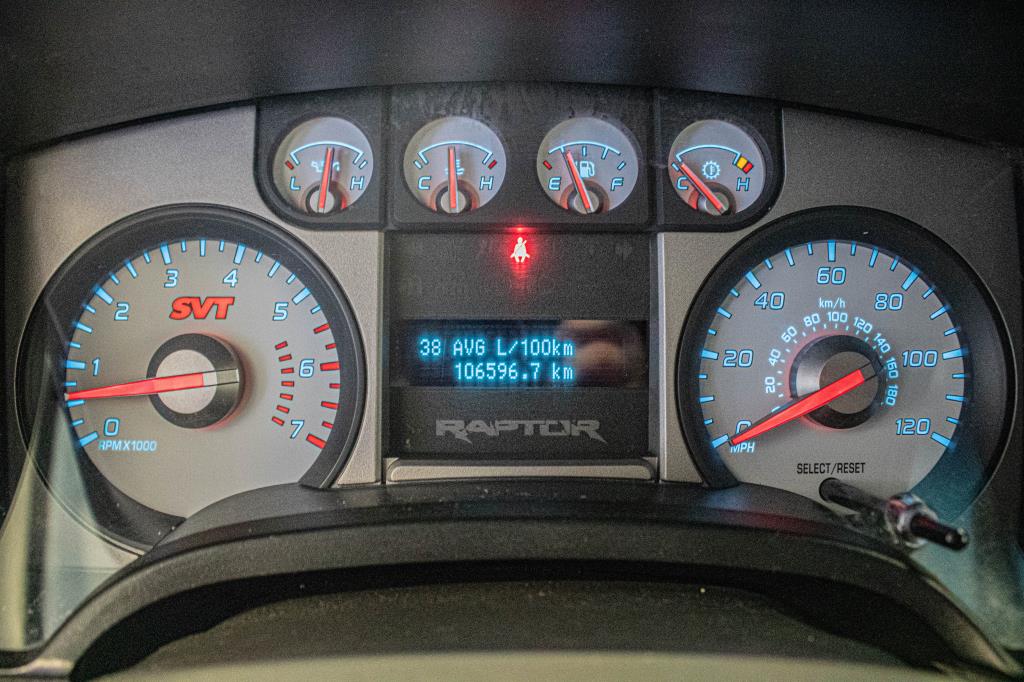 L H
C H
E F
C H
0
1
2
3
4
5
6
7
SVT
RPM X1000
38 AVG L/100km
106596.7 km
RAPTOR
0
20
40
60
80
100
120
MPH
km/h
20
40
60
80
100
120
140
160
180
SELECT/RESET